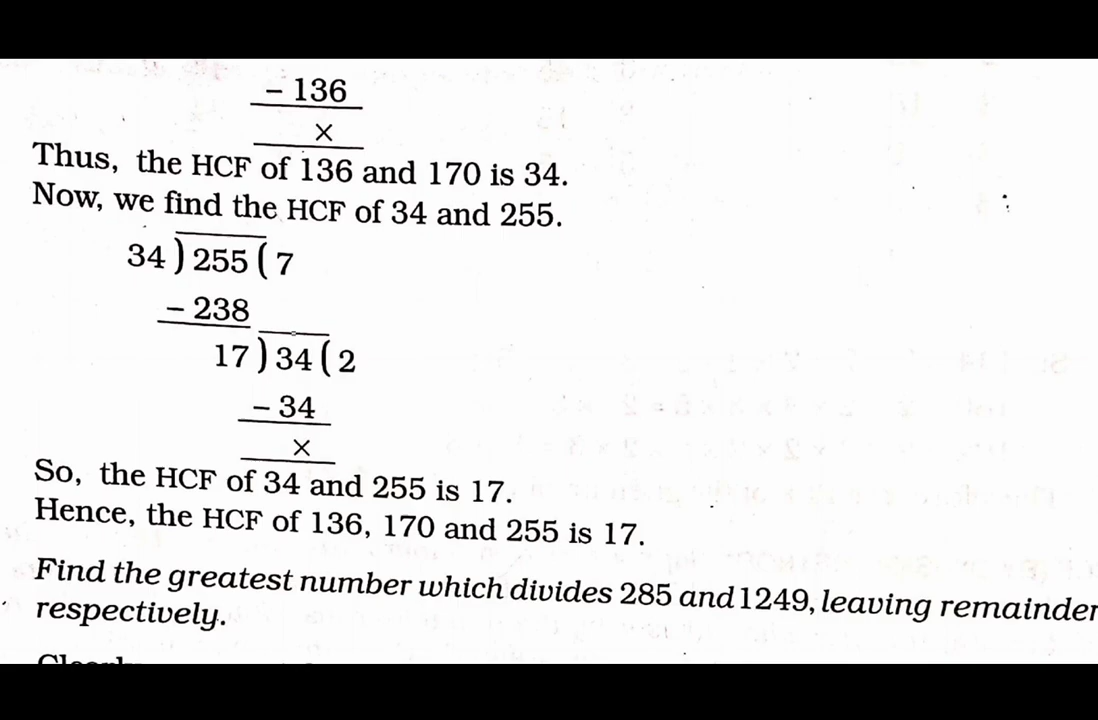 – 136
×
Thus, the HCF of 136 and 170 is 34.
Now, we find the HCF of 34 and 255.
34 ) 255 ( 7
– 238
17 ) 34 ( 2
– 34
×
So, the HCF of 34 and 255 is 17.
Hence, the HCF of 136, 170 and 255 is 17.
Find the greatest number which divides 285 and 1249, leaving remainder
respectively.